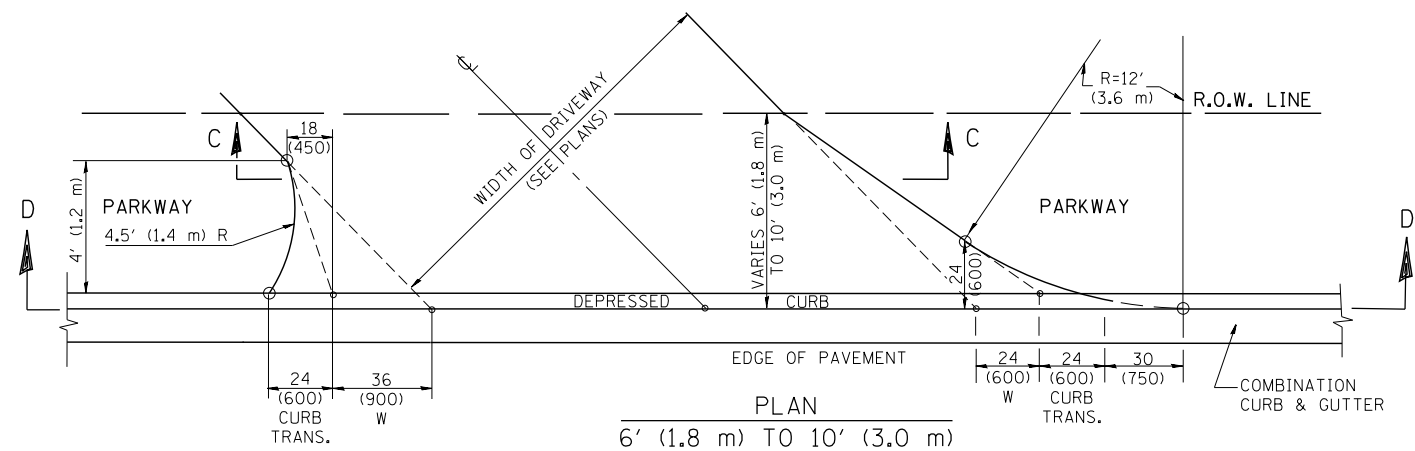 ℄
WIDTH OF DRIVEWAY
(SEE PLANS)
R=12'
(3.6 m)
R.O.W. LINE
C
18
(450)
C
VARIES 6' (1.8 m)
TO 10' (3.0 m)
D
4' (1.2 m)
PARKWAY
4.5' (1.4 m) R
PARKWAY
D
24
(600)
DEPRESSED CURB
EDGE OF PAVEMENT
24
(600)
CURB
TRANS.
36
(900)
W
24
(600)
W
24
(600)
CURB
TRANS.
30
(750)
COMBINATION
CURB & GUTTER
PLAN
6' (1.8 m) TO 10' (3.0 m)